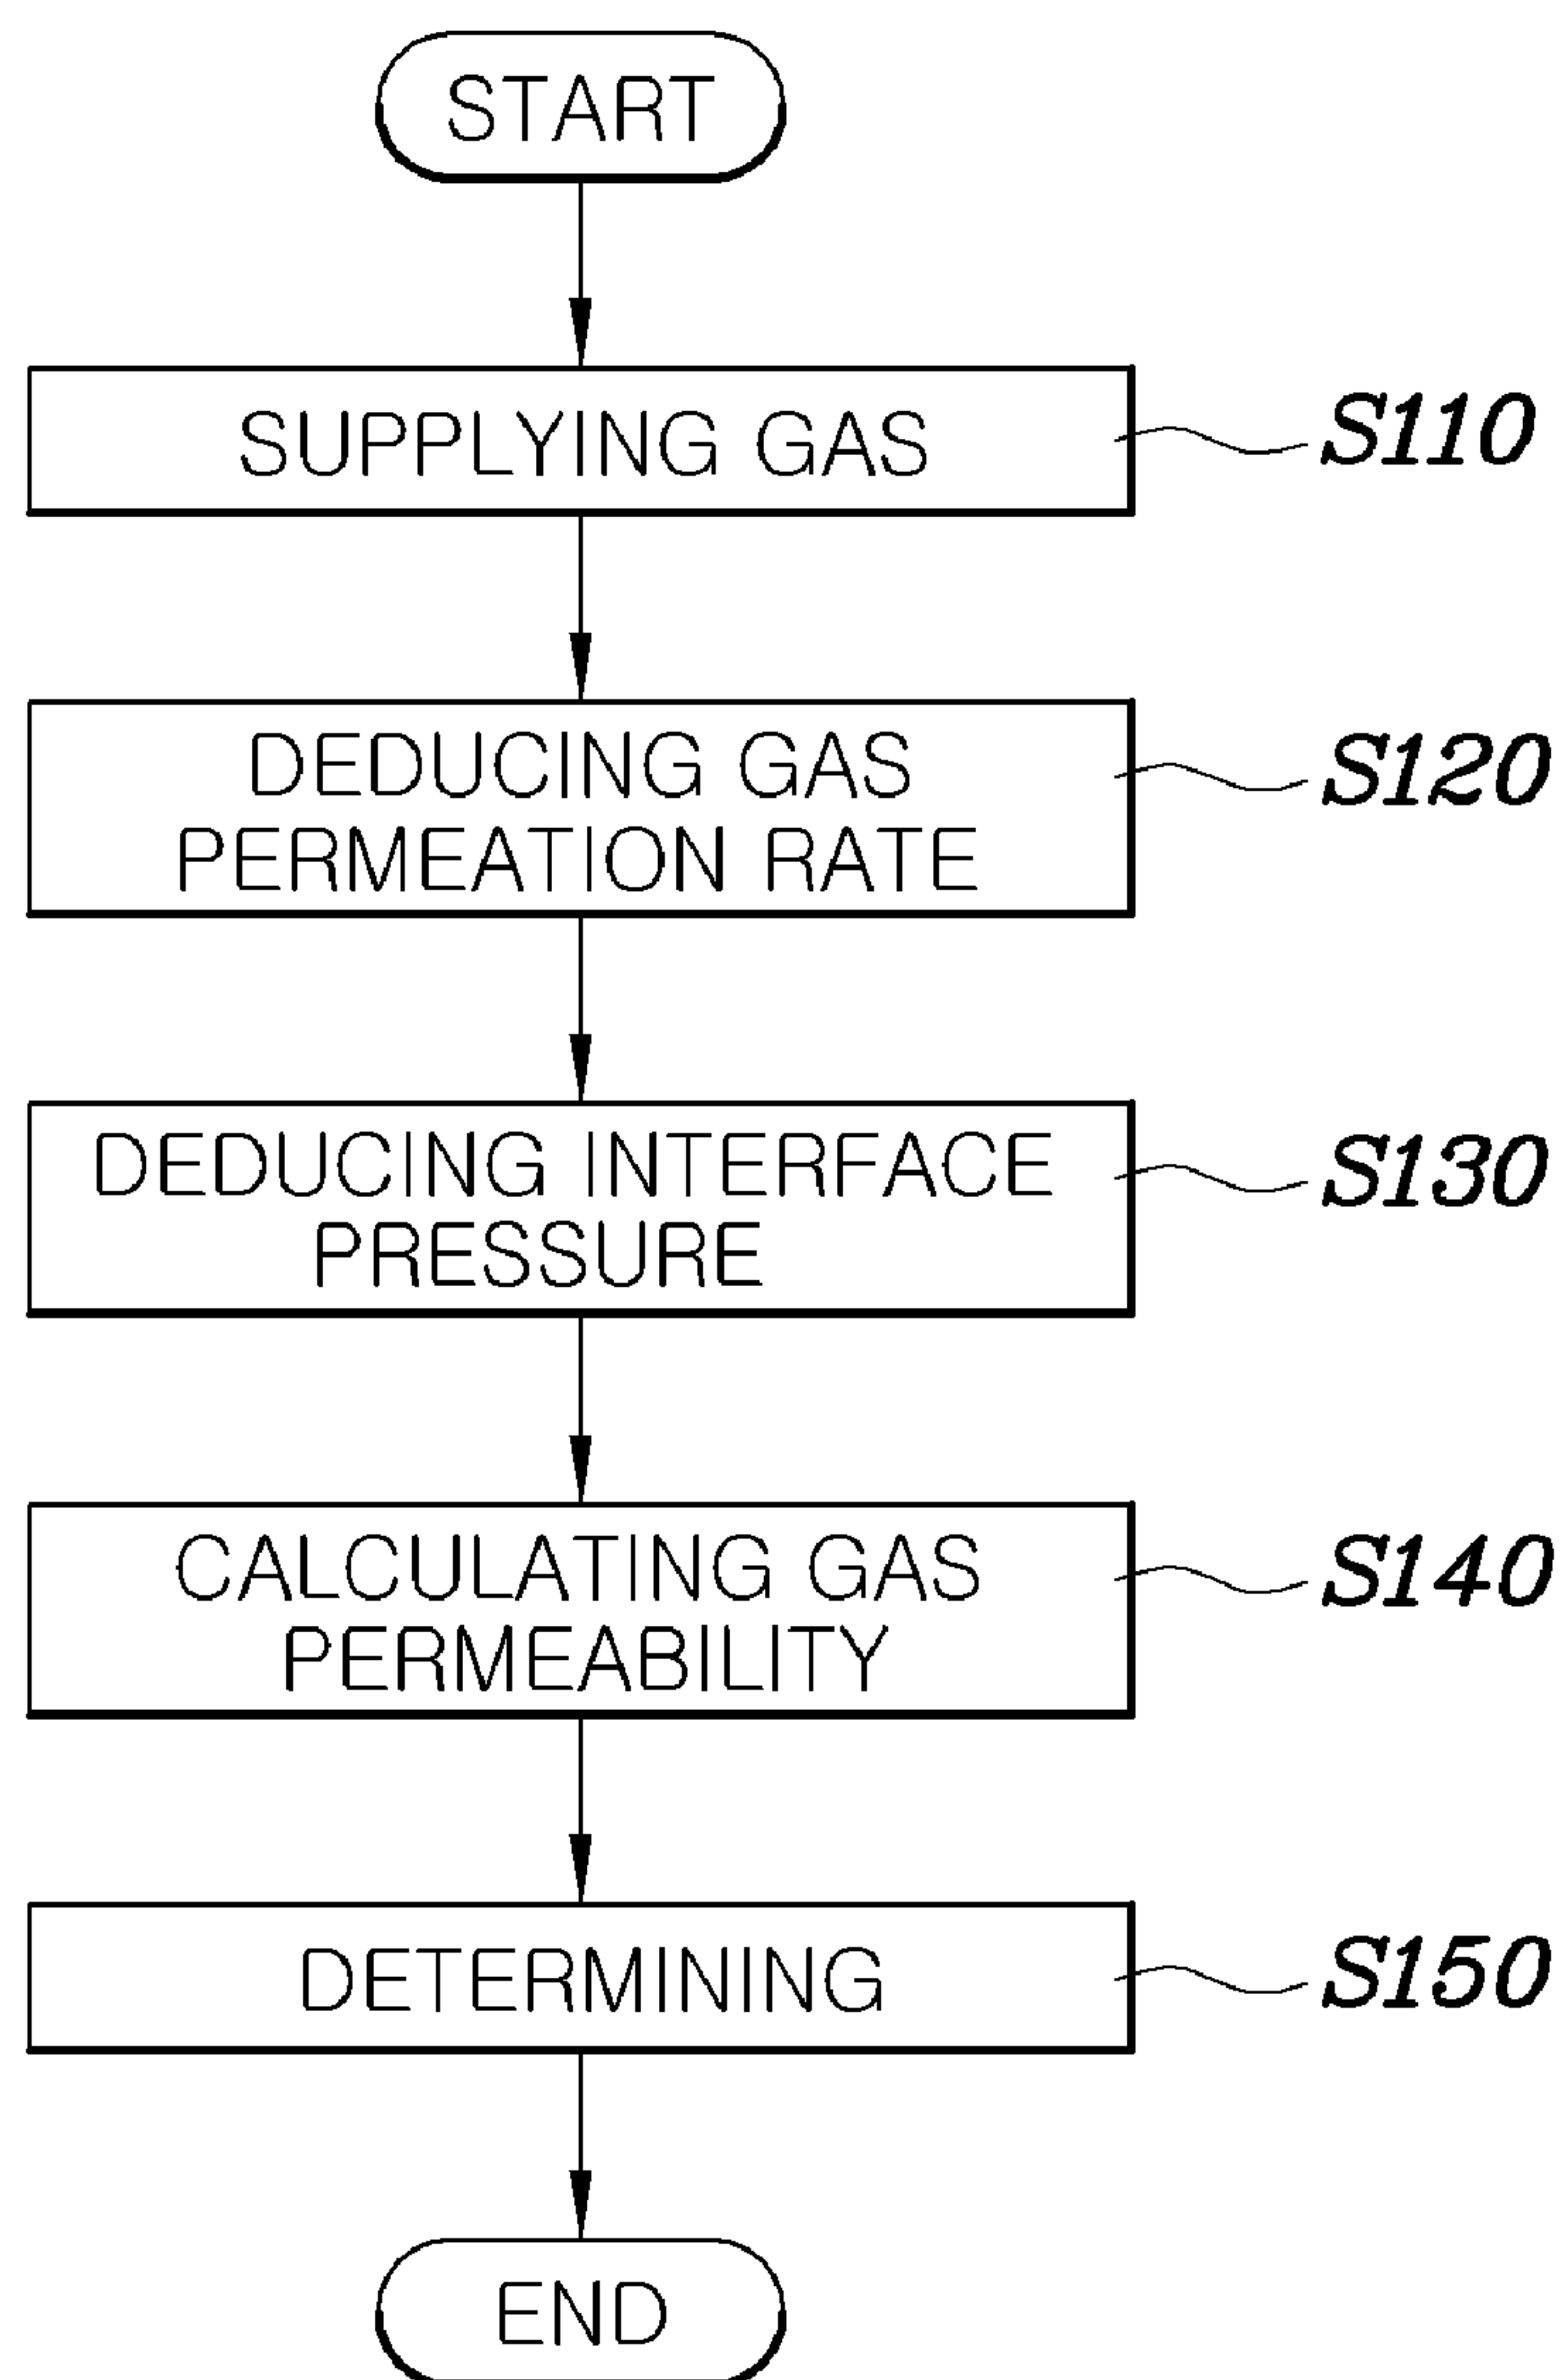 START
SUPPLYING GAS
S110
DEDUCING GAS
PERMEATION RATE
S120
DEDUCING INTERFACE
PRESSURE
S130
CALCULATING GAS
PERMEABILITY
S140
DETERMINING
S150
END